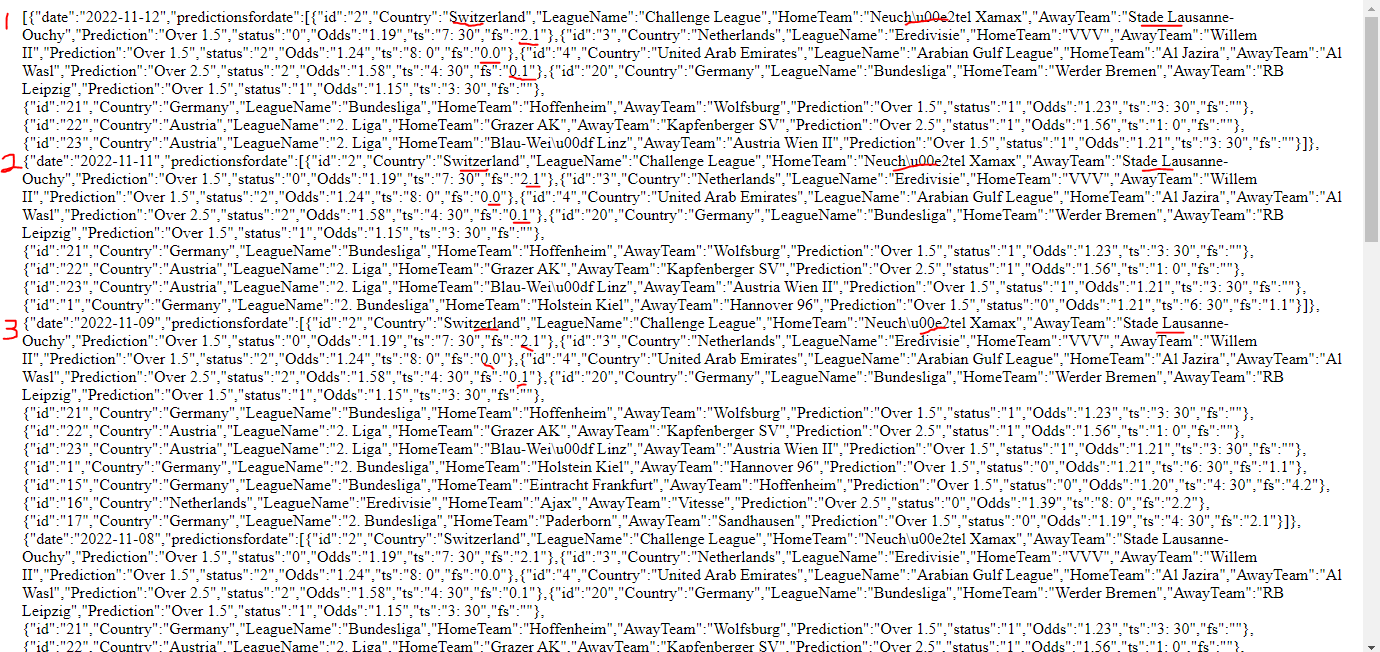 1 [{"date":"2022-11-12","predictionsfordate":[{"id":"2","Country":"Switzerland","LeagueName":"Challenge League","HomeTeam":"Neuch\u00e2tel Xamax","AwayTeam":"Stade Lausanne-
Ouchy","Prediction":"Over 1.5","status":"0","Odds":"1.19","ts":"7: 30","fs":"2.1"},{"id":"3","Country":"Netherlands","LeagueName":"Eredivisie","HomeTeam":"VVV","AwayTeam":"Willem
II","Prediction":"Over 1.5","status":"2","Odds":"1.24","ts":"8: 0","fs":"0.0"},{"id":"4","Country":"United Arab Emirates","LeagueName":"Arabian Gulf League","HomeTeam":"Al Jazira","AwayTeam":"Al
Wasl","Prediction":"Over 2.5","status":"2","Odds":"1.58","ts":"4: 30","fs":"0.1"},{"id":"20","Country":"Germany","LeagueName":"Bundesliga","HomeTeam":"Werder Bremen","AwayTeam":"RB
Leipzig","Prediction":"Over 1.5","status":"1","Odds":"1.15","ts":"3: 30","fs":""},
{"id":"21","Country":"Germany","LeagueName":"Bundesliga","HomeTeam":"Hoffenheim","AwayTeam":"Wolfsburg","Prediction":"Over 1.5","status":"1","Odds":"1.23","ts":"3: 30","fs":""},
{"id":"22","Country":"Austria","LeagueName":"2. Liga","HomeTeam":"Grazer AK","AwayTeam":"Kapfenberger SV","Prediction":"Over 2.5","status":"1","Odds":"1.56","ts":"1: 0","fs":""},
{"id":"23","Country":"Austria","LeagueName":"2. Liga","HomeTeam":"Blau-Wei\u00df Linz","AwayTeam":"Austria Wien II","Prediction":"Over 1.5","status":"1","Odds":"1.21","ts":"3: 30","fs":""}]},
2 {"date":"2022-11-11","predictionsfordate":[{"id":"2","Country":"Switzerland","LeagueName":"Challenge League","HomeTeam":"Neuch\u00e2tel Xamax","AwayTeam":"Stade Lausanne-
Ouchy","Prediction":"Over 1.5","status":"0","Odds":"1.19","ts":"7: 30","fs":"2.1"},{"id":"3","Country":"Netherlands","LeagueName":"Eredivisie","HomeTeam":"VVV","AwayTeam":"Willem
II","Prediction":"Over 1.5","status":"2","Odds":"1.24","ts":"8: 0","fs":"0.0"},{"id":"4","Country":"United Arab Emirates","LeagueName":"Arabian Gulf League","HomeTeam":"Al Jazira","AwayTeam":"Al
Wasl","Prediction":"Over 2.5","status":"2","Odds":"1.58","ts":"4: 30","fs":"0.1"},{"id":"20","Country":"Germany","LeagueName":"Bundesliga","HomeTeam":"Werder Bremen","AwayTeam":"RB
Leipzig","Prediction":"Over 1.5","status":"1","Odds":"1.15","ts":"3: 30","fs":""},
{"id":"21","Country":"Germany","LeagueName":"Bundesliga","HomeTeam":"Hoffenheim","AwayTeam":"Wolfsburg","Prediction":"Over 1.5","status":"1","Odds":"1.23","ts":"3: 30","fs":""},
{"id":"22","Country":"Austria","LeagueName":"2. Liga","HomeTeam":"Grazer AK","AwayTeam":"Kapfenberger SV","Prediction":"Over 2.5","status":"1","Odds":"1.56","ts":"1: 0","fs":""},
{"id":"23","Country":"Austria","LeagueName":"2. Liga","HomeTeam":"Blau-Wei\u00df Linz","AwayTeam":"Austria Wien II","Prediction":"Over 1.5","status":"1","Odds":"1.21","ts":"3: 30","fs":""},
{"id":"1","Country":"Germany","LeagueName":"2. Bundesliga","HomeTeam":"Holstein Kiel","AwayTeam":"Hannover 96","Prediction":"Over 1.5","status":"0","Odds":"1.21","ts":"6: 30","fs":"1.1"}]},
3 {"date":"2022-11-09","predictionsfordate":[{"id":"2","Country":"Switzerland","LeagueName":"Challenge League","HomeTeam":"Neuch\u00e2tel Xamax","AwayTeam":"Stade Lausanne-
Ouchy","Prediction":"Over 1.5","status":"0","Odds":"1.19","ts":"7: 30","fs":"2.1"},{"id":"3","Country":"Netherlands","LeagueName":"Eredivisie","HomeTeam":"VVV","AwayTeam":"Willem
II","Prediction":"Over 1.5","status":"2","Odds":"1.24","ts":"8: 0","fs":"0.0"},{"id":"4","Country":"United Arab Emirates","LeagueName":"Arabian Gulf League","HomeTeam":"Al Jazira","AwayTeam":"Al
Wasl","Prediction":"Over 2.5","status":"2","Odds":"1.58","ts":"4: 30","fs":"0.1"},{"id":"20","Country":"Germany","LeagueName":"Bundesliga","HomeTeam":"Werder Bremen","AwayTeam":"RB
Leipzig","Prediction":"Over 1.5","status":"1","Odds":"1.15","ts":"3: 30","fs":""},
{"id":"21","Country":"Germany","LeagueName":"Bundesliga","HomeTeam":"Hoffenheim","AwayTeam":"Wolfsburg","Prediction":"Over 1.5","status":"1","Odds":"1.23","ts":"3: 30","fs":""},
{"id":"22","Country":"Austria","LeagueName":"2. Liga","HomeTeam":"Grazer AK","AwayTeam":"Kapfenberger SV","Prediction":"Over 2.5","status":"1","Odds":"1.56","ts":"1: 0","fs":""},
{"id":"23","Country":"Austria","LeagueName":"2. Liga","HomeTeam":"Blau-Wei\u00df Linz","AwayTeam":"Austria Wien II","Prediction":"Over 1.5","status":"1","Odds":"1.21","ts":"3: 30","fs":""},
{"id":"1","Country":"Germany","LeagueName":"2. Bundesliga","HomeTeam":"Holstein Kiel","AwayTeam":"Hannover 96","Prediction":"Over 1.5","status":"0","Odds":"1.21","ts":"6: 30","fs":"1.1"},
{"id":"15","Country":"Germany","LeagueName":"Bundesliga","HomeTeam":"Eintracht Frankfurt","AwayTeam":"Hoffenheim","Prediction":"Over 1.5","status":"0","Odds":"1.20","ts":"4: 30","fs":"4.2"},
{"id":"16","Country":"Netherlands","LeagueName":"Eredivisie","HomeTeam":"Ajax","AwayTeam":"Vitesse","Prediction":"Over 2.5","status":"0","Odds":"1.39","ts":"8: 0","fs":"2.2"},
{"id":"17","Country":"Germany","LeagueName":"2. Bundesliga","HomeTeam":"Paderborn","AwayTeam":"Sandhausen","Prediction":"Over 1.5","status":"0","Odds":"1.19","ts":"4: 30","fs":"2.1"}]},
{"date":"2022-11-08","predictionsfordate":[{"id":"2","Country":"Switzerland","LeagueName":"Challenge League","HomeTeam":"Neuch\u00e2tel Xamax","AwayTeam":"Stade Lausanne-
Ouchy","Prediction":"Over 1.5","status":"0","Odds":"1.19","ts":"7: 30","fs":"2.1"},{"id":"3","Country":"Netherlands","LeagueName":"Eredivisie","HomeTeam":"VVV","AwayTeam":"Willem
II","Prediction":"Over 1.5","status":"2","Odds":"1.24","ts":"8: 0","fs":"0.0"},{"id":"4","Country":"United Arab Emirates","LeagueName":"Arabian Gulf League","HomeTeam":"Al Jazira","AwayTeam":"Al
Wasl","Prediction":"Over 2.5","status":"2","Odds":"1.58","ts":"4: 30","fs":"0.1"},{"id":"20","Country":"Germany","LeagueName":"Bundesliga","HomeTeam":"Werder Bremen","AwayTeam":"RB
Leipzig","Prediction":"Over 1.5","status":"1","Odds":"1.15","ts":"3: 30","fs":""},
{"id":"21","Country":"Germany","LeagueName":"Bundesliga","HomeTeam":"Hoffenheim","AwayTeam":"Wolfsburg","Prediction":"Over 1.5","status":"1","Odds":"1.23","ts":"3: 30","fs":""},
{"id":"22","Country":"Austria","LeagueName":"2. Liga","HomeTeam":"Grazer AK","AwayTeam":"Kapfenberger SV","Prediction":"Over 2.5","status":"1","Odds":"1.56","ts":"1: 0","fs":""},